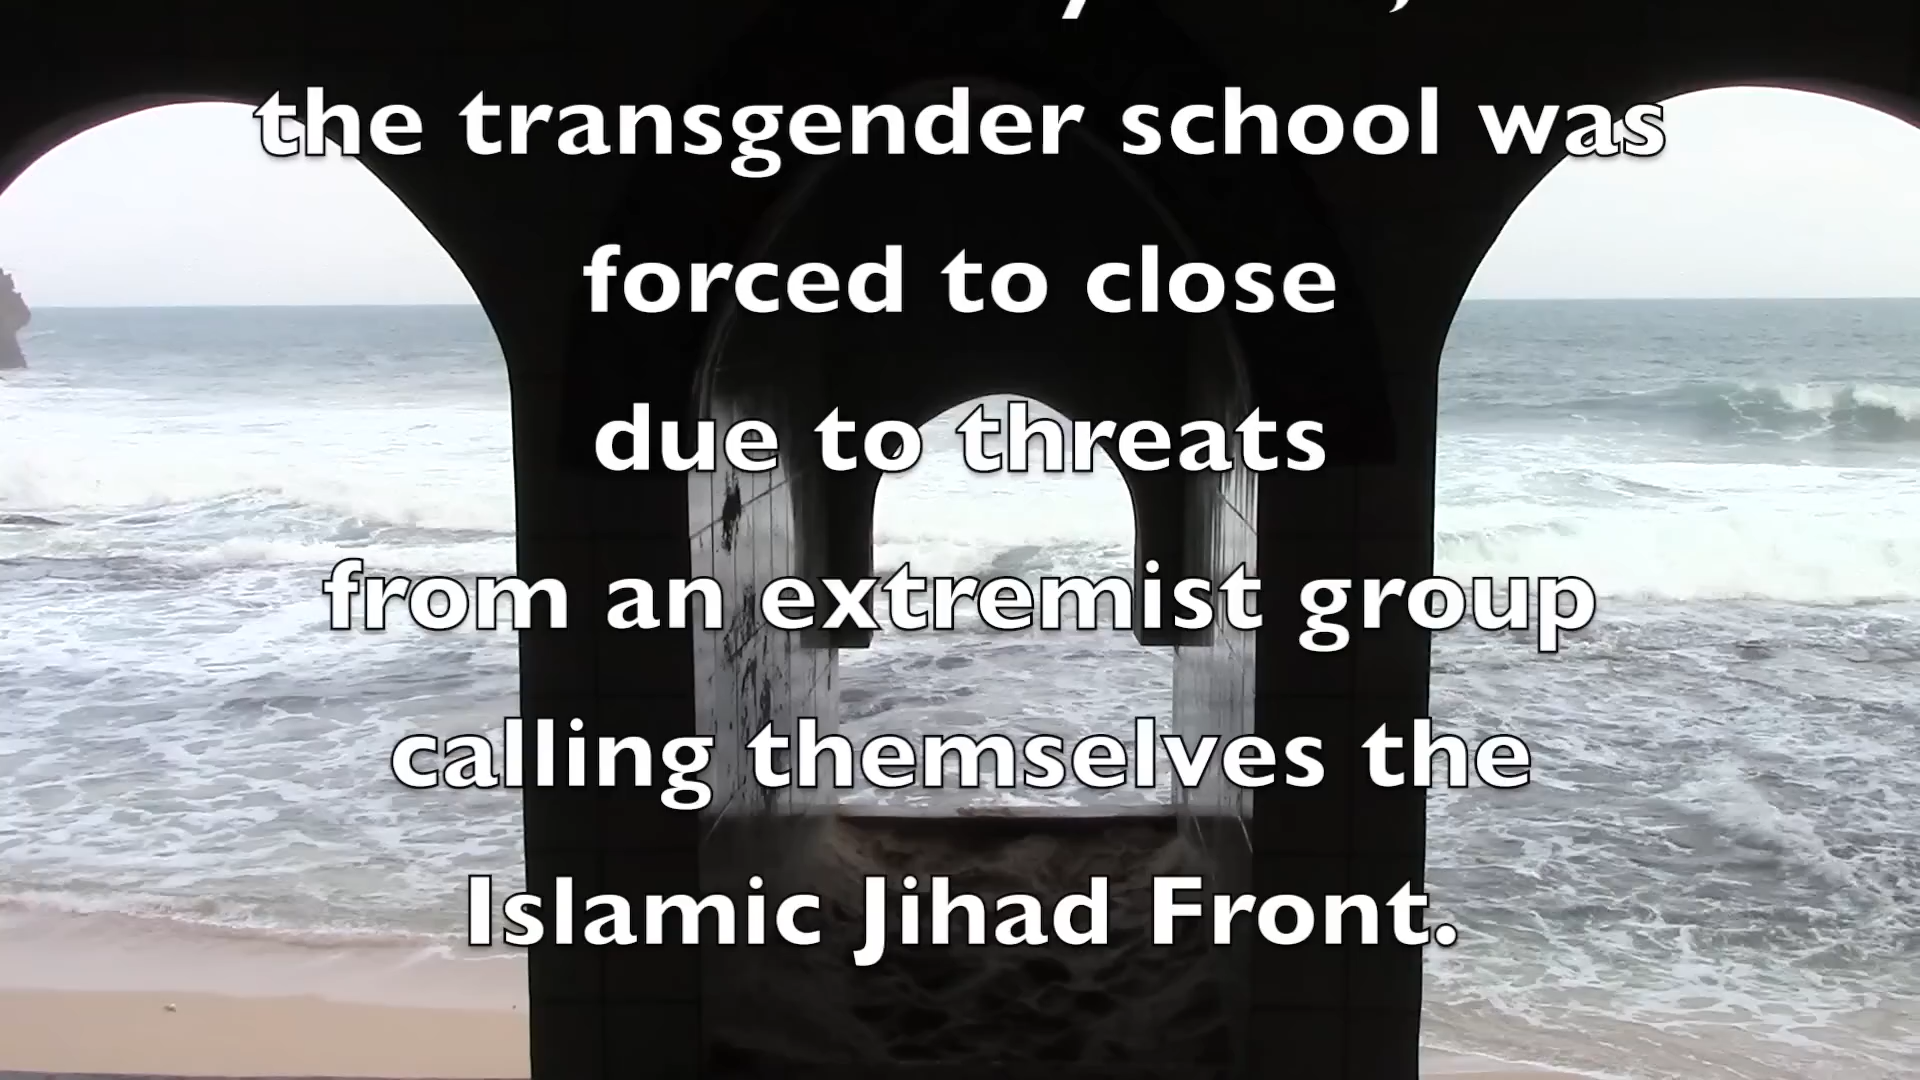 the transgender school was
forced to close
due to threats
from an extremist group
calling themselves the
Islamic Jihad Front.